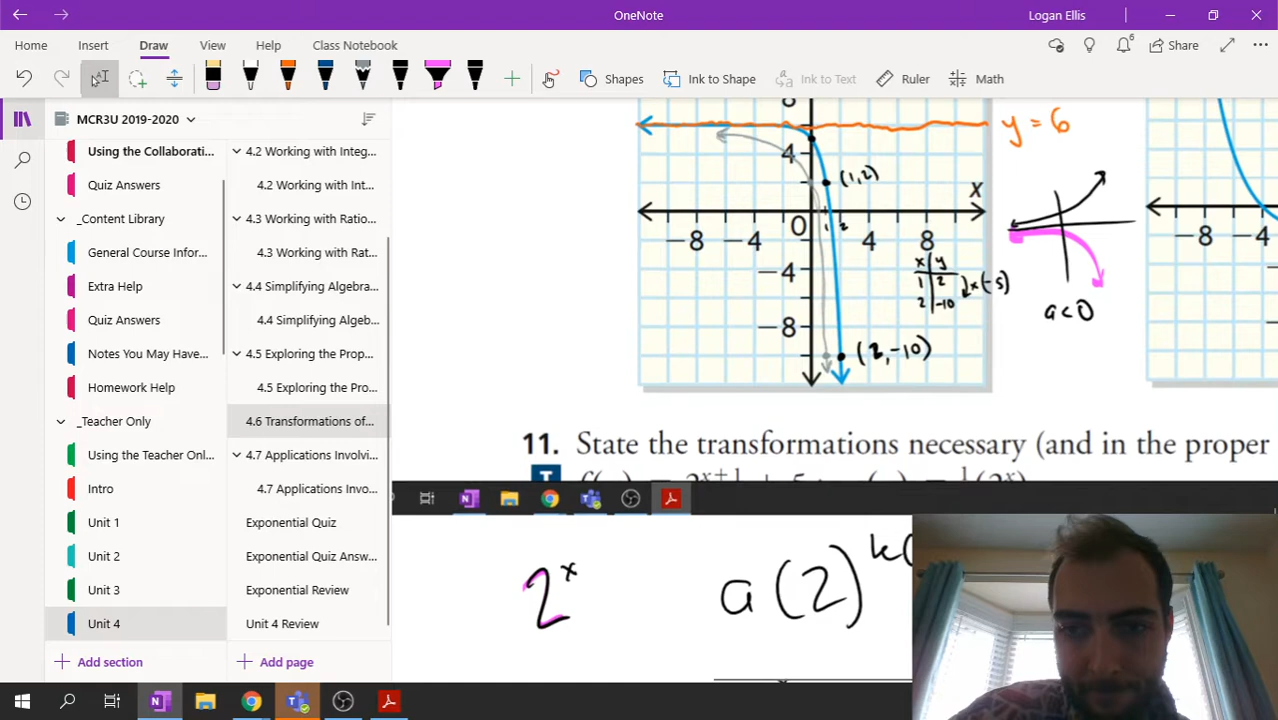 OneNote
Logan Ellis
Home
Insert
Draw
View
Help
Class Notebook
6
Share
Shapes
Ink to Shape
Ink to Text
Ruler
Math
MCR3U 2019-2020
Using the Collaborati...
Quiz Answers
_Content Library
General Course Infor...
Extra Help
Quiz Answers
Notes You May Have...
Homework Help
_Teacher Only
Using the Teacher Onl...
Intro
Unit 1
Unit 2
Unit 3
Unit 4
Add section
4.2 Working with Integ...
4.2 Working with Int...
4.3 Working with Ratio...
4.3 Working with Rat...
4.4 Simplifying Algebra...
4.4 Simplifying Algeb...
4.5 Exploring the Prop...
4.5 Exploring the Pro...
4.6 Transformations of...
4.7 Applications Involvi...
4.7 Applications Invo...
Exponential Quiz
Exponential Quiz Answ...
Exponential Review
Unit 4 Review
Add page
8
y = 6
4
(1,2)
x
0
1 2
-8 -4 4 8
-4
-8
x y
1 2
2 -10
x(-5)
(2,-10)
a<0
-8 -4
11. State the transformations necessary (and in the proper
2^x
a(2)^k(